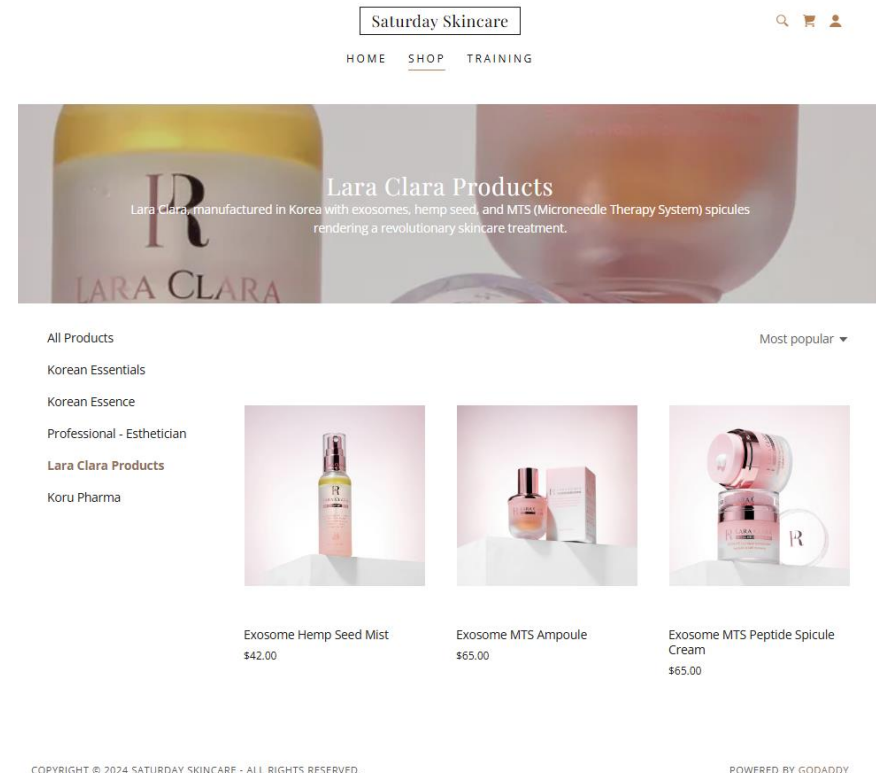 Saturday Skincare
HOME SHOP TRAINING
Lara Clara Products
Lara Clara, manufactured in Korea with exosomes, hemp seed, and MTS (Microneedle Therapy System) spicules
rendering a revolutionary skincare treatment.
LARA CLARA
All Products
Korean Essentials
Korean Essence
Professional - Esthetician
Lara Clara Products
Koru Pharma
Most popular
Exosome Hemp Seed Mist
$42.00
Exosome MTS Ampoule
$65.00
Exosome MTS Peptide Spicule
Cream
$65.00
COPYRIGHT © 2024 SATURDAY SKINCARE - ALL RIGHTS RESERVED.
POWERED BY GODADDY